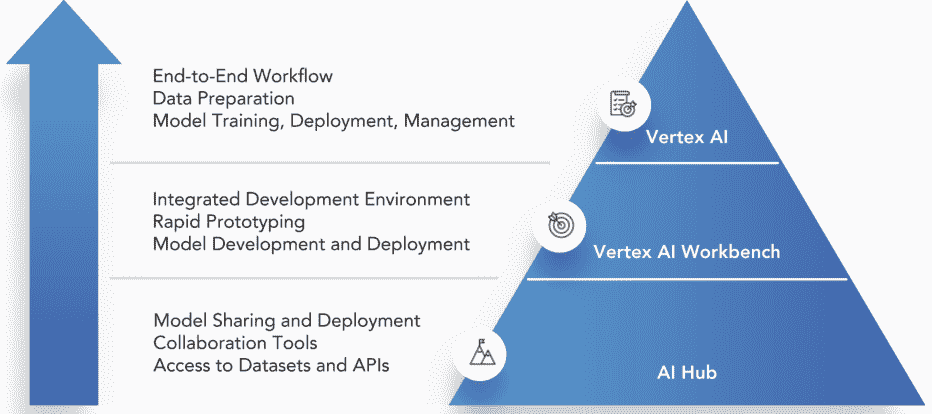 End-to-End Workflow
Data Preparation
Model Training, Deployment, Management
Vertex AI
Integrated Development Environment
Rapid Prototyping
Model Development and Deployment
Vertex AI Workbench
Model Sharing and Deployment
Collaboration Tools
Access to Datasets and APIs
AI Hub